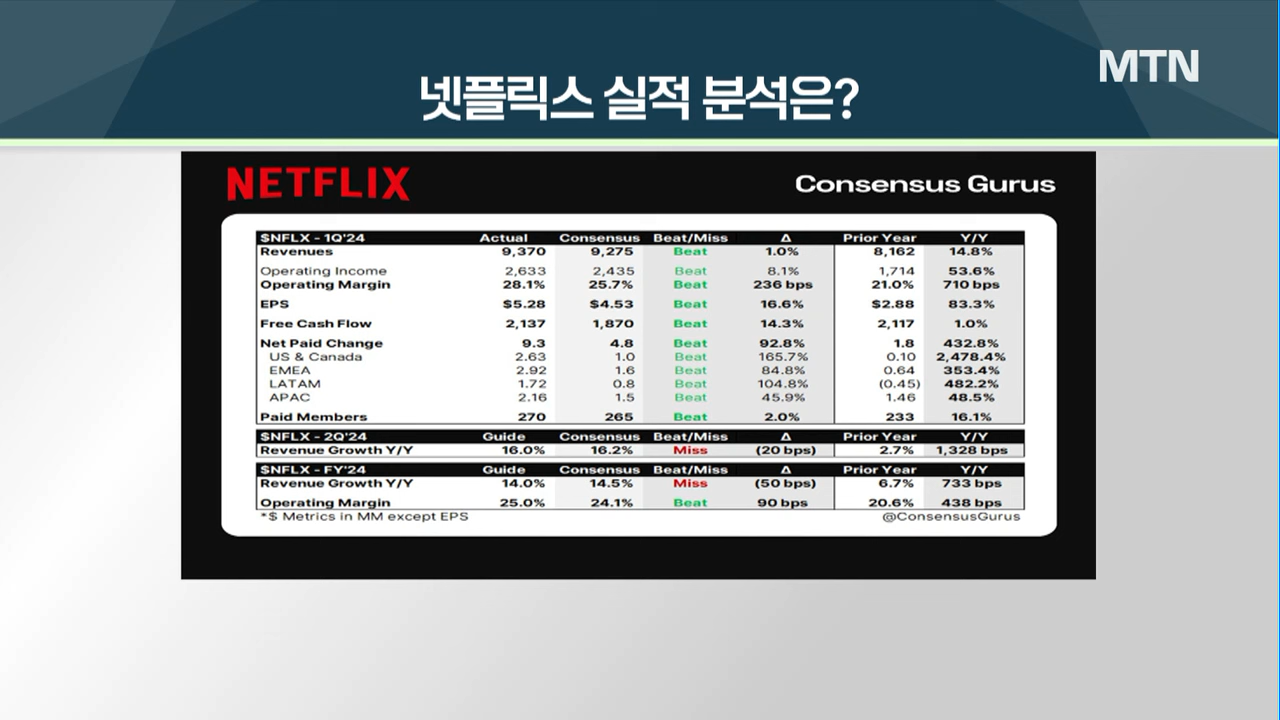 MTN
넷플릭스 실적 분석은?
NETFLIX
Consensus Gurus
$NFLX - 1Q'24 Actual Consensus Beat/Miss Δ Prior Year Y/Y
Revenues 9,370 9,275 Beat 1.0% 8,162 14.8%
Operating Income 2,633 2,435 Beat 8.1% 1,714 53.6%
Operating Margin 28.1% 25.7% Beat 236 bps 21.0% 710 bps
EPS $5.28 $4.53 Beat 16.6% $2.88 83.3%
Free Cash Flow 2,137 1,870 Beat 14.3% 2,117 1.0%
Net Paid Change 9.3 4.8 Beat 92.8% 1.8 432.8%
US & Canada 2.63 1.0 Beat 165.7% 0.10 2,478.4%
EMEA 2.92 1.6 Beat 84.8% 0.64 353.4%
LATAM 1.72 0.8 Beat 104.8% (0.45) 482.2%
APAC 2.16 1.5 Beat 45.9% 1.46 48.5%
Paid Members 270 265 Beat 2.0% 233 16.1%
$NFLX - 2Q'24 Guide Consensus Beat/Miss Δ Prior Year Y/Y
Revenue Growth Y/Y 16.0% 16.2% Miss (20 bps) 2.7% 1,328 bps
$NFLX - FY'24 Guide Consensus Beat/Miss Δ Prior Year Y/Y
Revenue Growth Y/Y 14.0% 14.5% Miss (50 bps) 6.7% 733 bps
Operating Margin 25.0% 24.1% Beat 90 bps 20.6% 438 bps
*$ Metrics in MM except EPS @ConsensusGurus